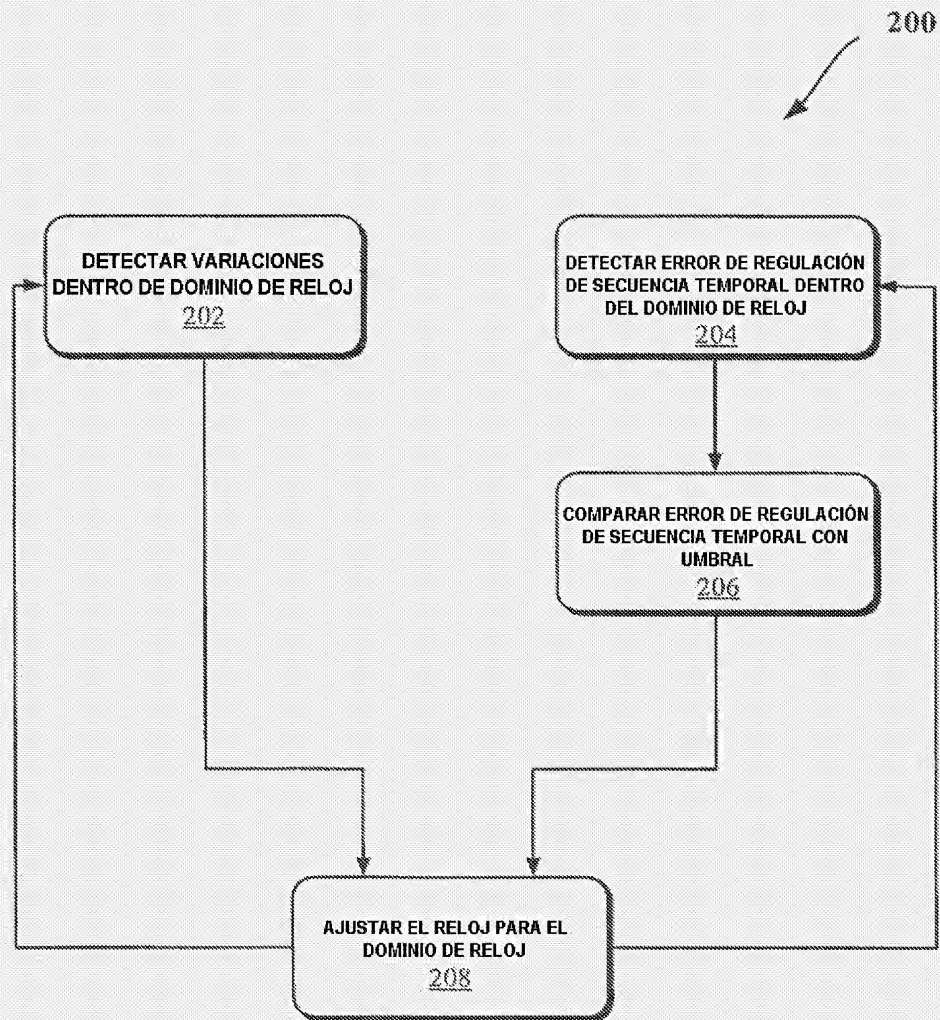 200
DETECTAR VARIACIONES
DENTRO DE DOMINIO DE RELOJ
202
DETECTAR ERROR DE REGULACIÓN
DE SECUENCIA TEMPORAL DENTRO
DEL DOMINIO DE RELOJ
204
COMPARAR ERROR DE REGULACIÓN
DE SECUENCIA TEMPORAL CON
UMBRAL
206
AJUSTAR EL RELOJ PARA EL
DOMINIO DE RELOJ
208